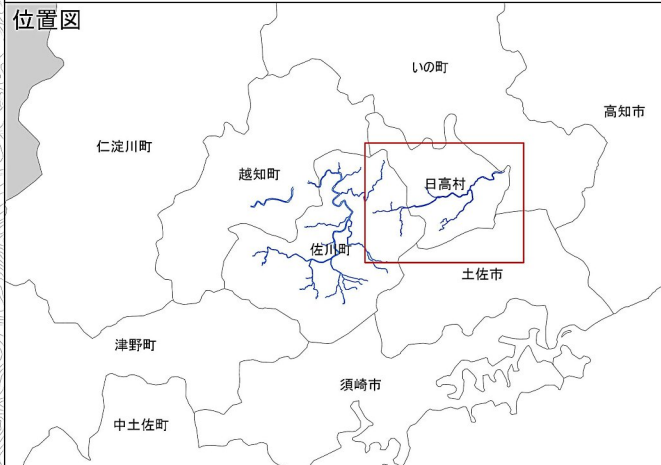 位置図
いの町
高知市
仁淀川町
越知町
日高村
佐川町
土佐市
津野町
須崎市
中土佐町